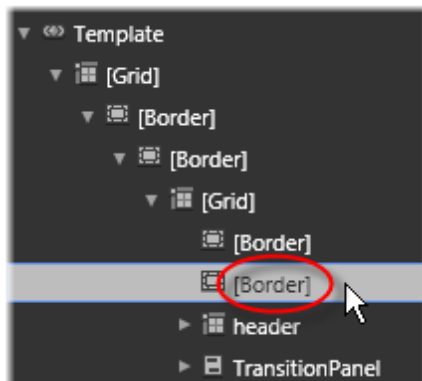 Template
[Grid]
[Border]
[Border]
[Grid]
[Border]
[Border]
header
TransitionPanel